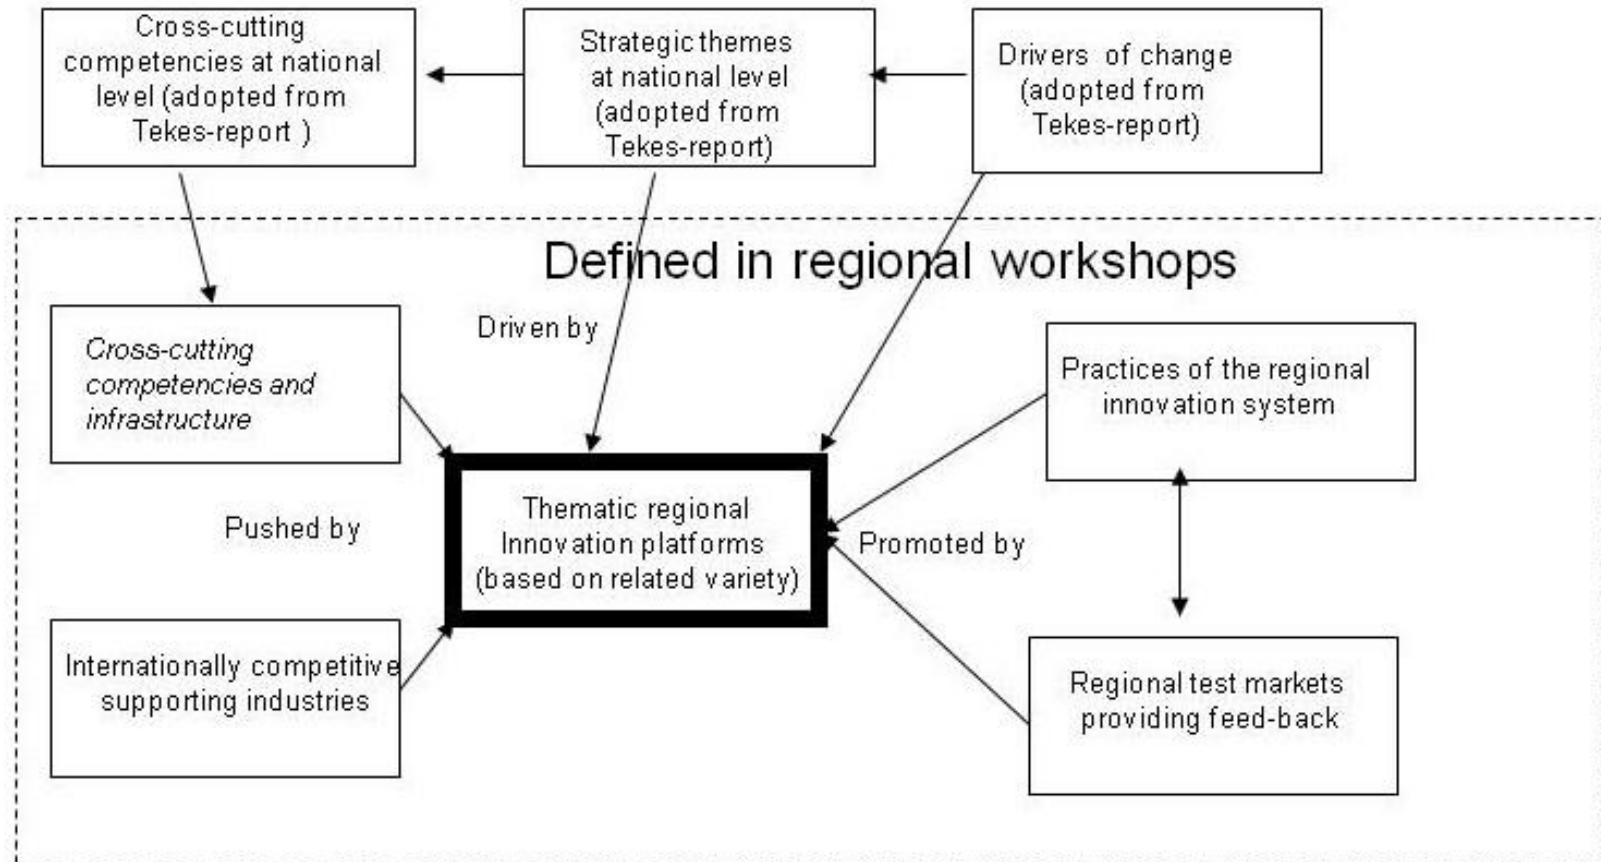 Cross-cutting
competencies at national
level (adopted from
Tekes-report )
Strategic themes
at national level
(adopted from
Tekes-report)
Drivers of change
(adopted from
Tekes-report)
Defined in regional workshops
Driven by
Cross-cutting
competencies and
infrastructure
Practices of the regional
innovation system
Pushed by
Thematic regional
Innovation platforms
(based on related variety)
Promoted by
Internationally competitive
supporting industries
Regional test markets
providing feed-back